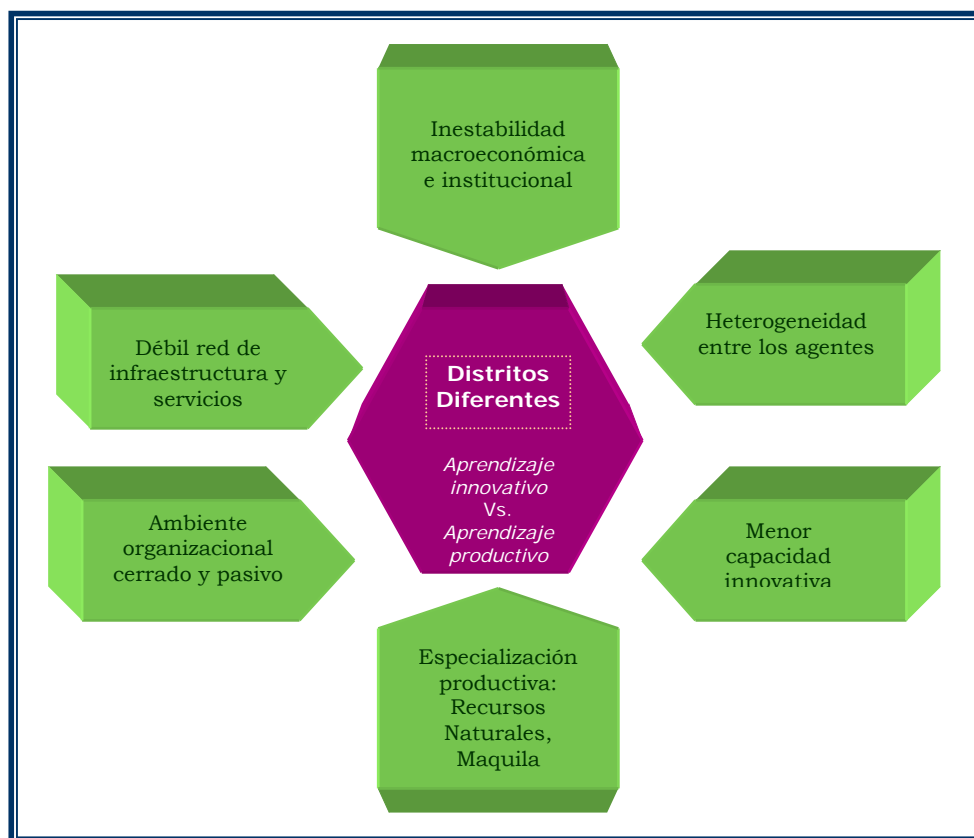 Inestabilidad
macroeconómica
e institucional
Débil red de
infraestructura y
servicios
Heterogeneidad
entre los agentes
Distritos
Diferentes
Aprendizaje
innovativo
Vs.
Aprendizaje
productivo
Ambiente
organizacional
cerrado y pasivo
Menor
capacidad
innovativa
Especialización
productiva:
Recursos
Naturales,
Maquila